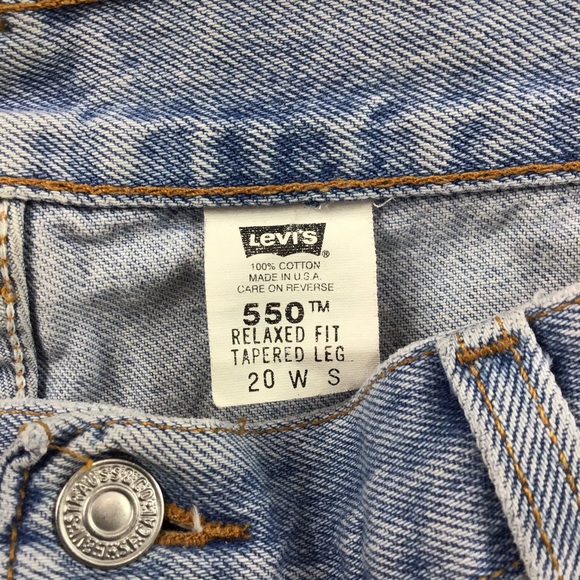 Levi's ®
100% COTTON
MADE IN U.S.A.
CARE ON REVERSE
550™
RELAXED FIT
TAPERED LEG
20 W S